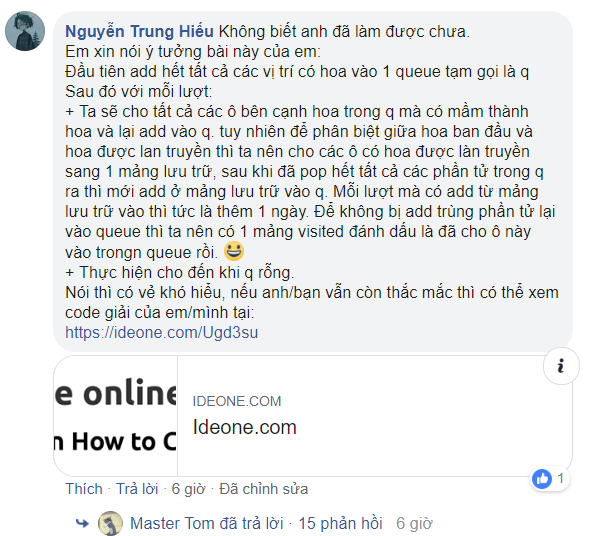 Nguyễn Trung Hiếu Không biết anh đã làm được chưa.
Em xin nói ý tưởng bài này của em:
Đầu tiên add hết tất cả các vị trí có hoa vào 1 queue tạm gọi là q
Sau đó với mỗi lượt:
+ Ta sẽ cho tất cả các ô bên cạnh hoa trong q mà có mầm thành
hoa và lại add vào q. tuy nhiên để phân biệt giữa hoa ban đầu và
hoa được lan truyền thì ta nên cho các ô có hoa được làn truyền
sang 1 mảng lưu trữ, sau khi đã pop hết tất cả các phần tử trong q
ra thì mới add ở mảng lưu trữ vào q. Mỗi lượt mà có add từ mảng
lưu trữ vào thì tức là thêm 1 ngày. Để không bị add trùng phần tử lại
vào queue thì ta nên có 1 mảng visited đánh dấu là đã cho ô này
vào trongn queue rồi. 😃
+ Thực hiện cho đến khi q rỗng.
Nói thì có vẻ khó hiểu, nếu anh/bạn vẫn còn thắc mắc thì có thể xem
code giải của em/mình tại:
https://ideone.com/Ugd3su
e online
n How to C
IDEONE.COM
Ideone.com
i
Thích · Trả lời · 6 giờ · Đã chỉnh sửa
1
Master Tom đã trả lời · 15 phản hồi 6 giờ